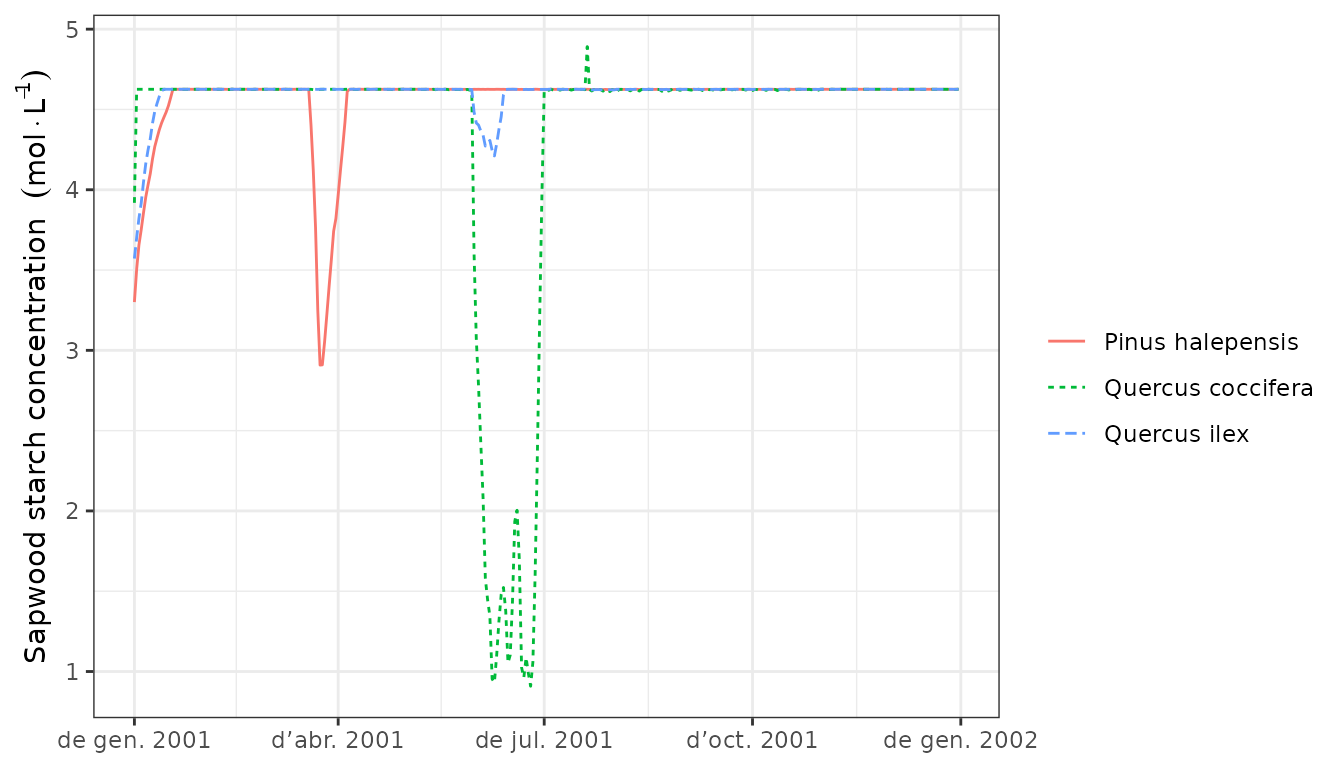 Sapwood starch concentration (mol · L⁻¹)
5
4
3
2
1
de gen. 2001 d’abr. 2001 de jul. 2001 d’oct. 2001 de gen. 2002
Pinus halepensis
Quercus coccifera
Quercus ilex